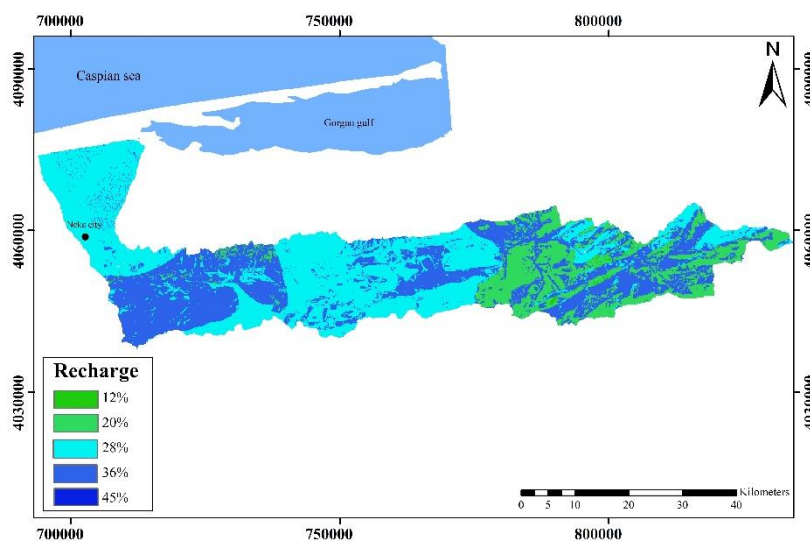 700000 750000 800000
4090000
4090000
N
Caspian sea
Gorgan gulf
Neka city
4060000
4060000
4030000
4030000
Recharge
12%
20%
28%
36%
45%
Kilometers
0 5 10 20 30 40
700000 750000 800000